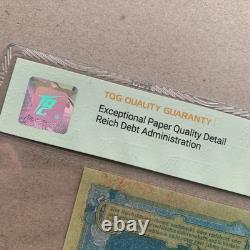 TQG QUALITY GUARANTY
Exceptional Paper Quality Detail
Reich Debt Administration